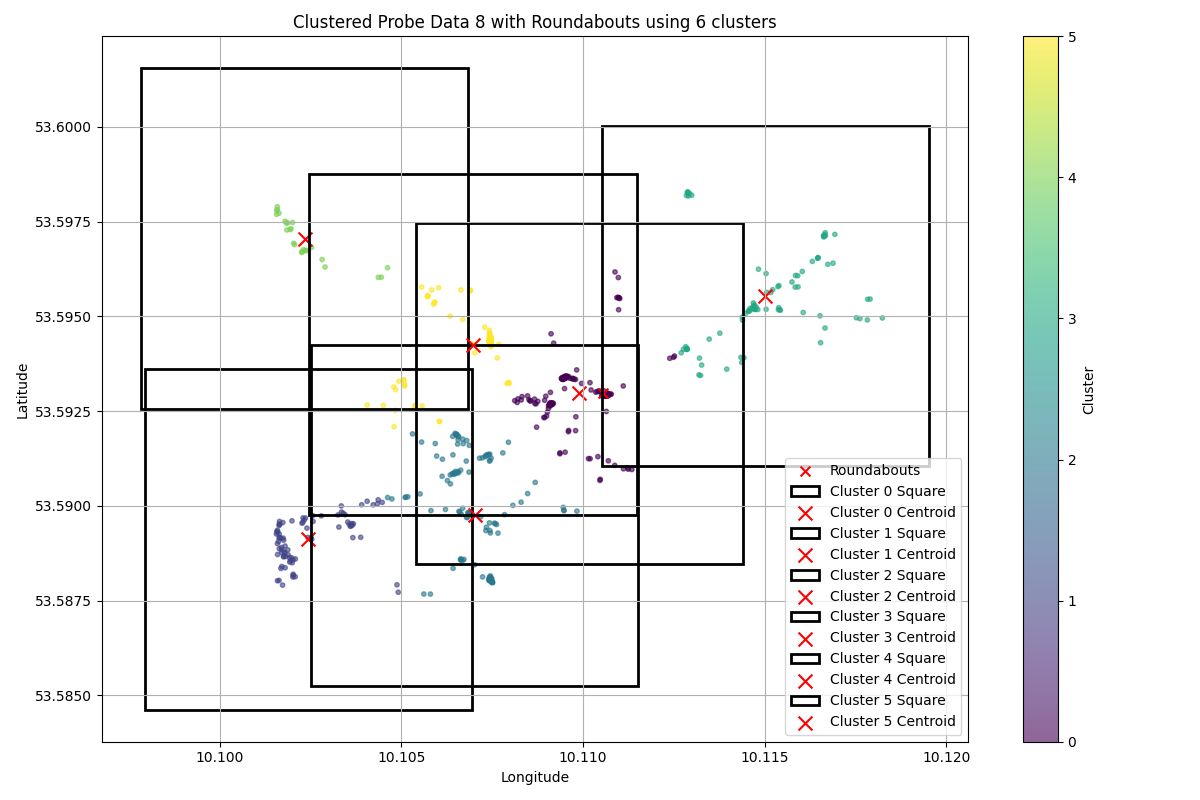 Clustered Probe Data 8 with Roundabouts using 6 clusters
Latitude
53.6000
53.5975
53.5950
53.5925
53.5900
53.5875
53.5850
10.100
10.105
10.110
10.115
10.120
Longitude
Roundabouts
Cluster 0 Square
Cluster 0 Centroid
Cluster 1 Square
Cluster 1 Centroid
Cluster 2 Square
Cluster 2 Centroid
Cluster 3 Square
Cluster 3 Centroid
Cluster 4 Square
Cluster 4 Centroid
Cluster 5 Square
Cluster 5 Centroid
5
4
3
2
1
0
Cluster